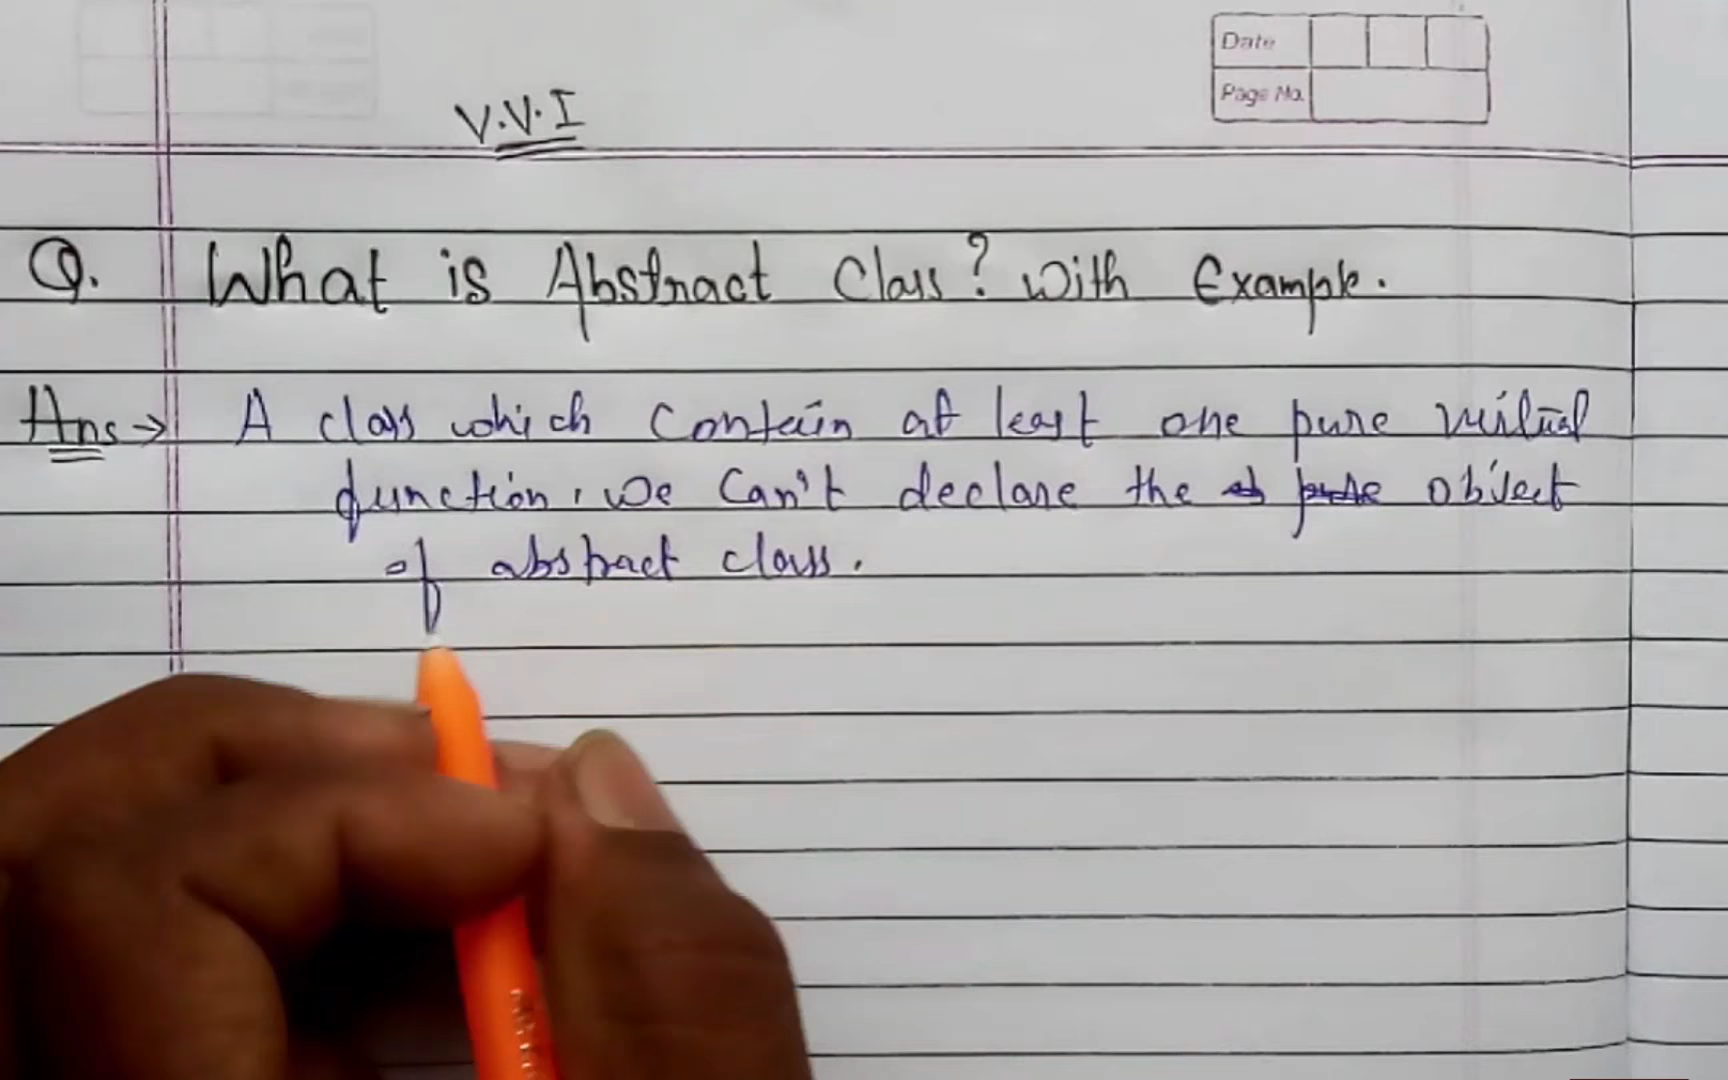 Date
Page No.
V.V.I
Q. What is Abstract Class? With Example.
Ans→ A class which contain at least one pure virtual
function, we can't declare the object
of abstract class.